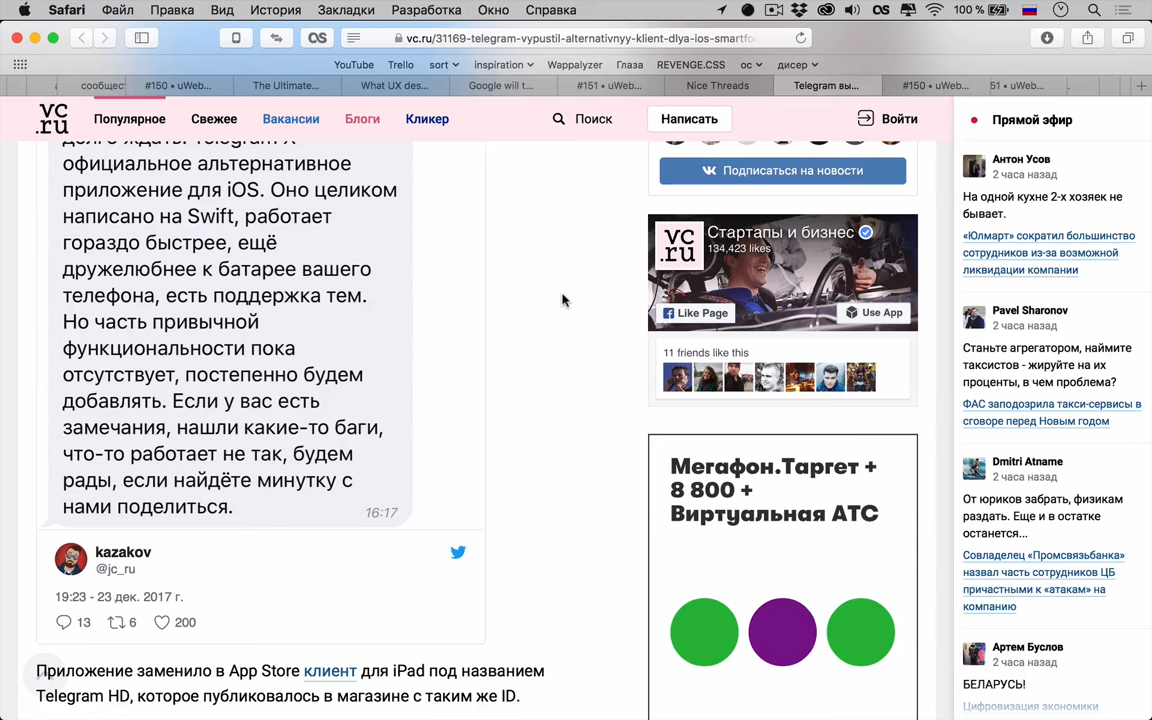 Safari Файл Правка Вид История Закладки Разработка Окно Справка
100 %
vc.ru/31169-telegram-vypustil-alternativnyy-klient-dlya-ios-smartfo
YouTube Trello sort inspiration Wappalyzer Глаза REVENGE.CSS ос дисер
сообщест #150 • uWeb... The Ultimate... What UX des... Google will t... #151 • uWeb... Nice Threads Telegram вы... #150 • uWeb... 51 • uWeb...
vc.ru Популярное Свежее Вакансии Блоги Кликер Поиск Написать Войти
официальное альтернативное
приложение для iOS. Оно целиком
написано на Swift, работает
гораздо быстрее, ещё
дружелюбнее к батарее вашего
телефона, есть поддержка тем.
Но часть привычной
функциональности пока
отсутствует, постепенно будем
добавлять. Если у вас есть
замечания, нашли какие-то баги,
что-то работает не так, будем
рады, если найдёте минутку с
нами поделиться.
16:17
kazakov
@jc_ru
19:23 - 23 дек. 2017 г.
13 6 200
Приложение заменило в App Store клиент для iPad под названием
Telegram HD, которое публиковалось в магазине с таким же ID.
Подписаться на новости
vc.ru
Стартапы и бизнес
134,423 likes
Like Page Use App
11 friends like this
Мегафон.Таргет +
8 800 +
Виртуальная АТС
Прямой эфир
Антон Усов
2 часа назад
На одной кухне 2-х хозяек не
бывает.
«Юлмарт» сократил большинство
сотрудников из-за возможной
ликвидации компании
Pavel Sharonov
2 часа назад
Станьте агрегатором, наймите
таксистов - жируйте на их
проценты, в чем проблема?
ФАС заподозрила такси-сервисы в
сговоре перед Новым годом
Dmitri Atname
2 часа назад
От юриков забрать, физикам
раздать. Еще и в остатке
останется...
Совладелец «Промсвязьбанка»
назвал часть сотрудников ЦБ
причастными к «атакам» на
компанию
Артем Буслов
2 часа назад
БЕЛАРУСЬ!
Цифровизация экономики